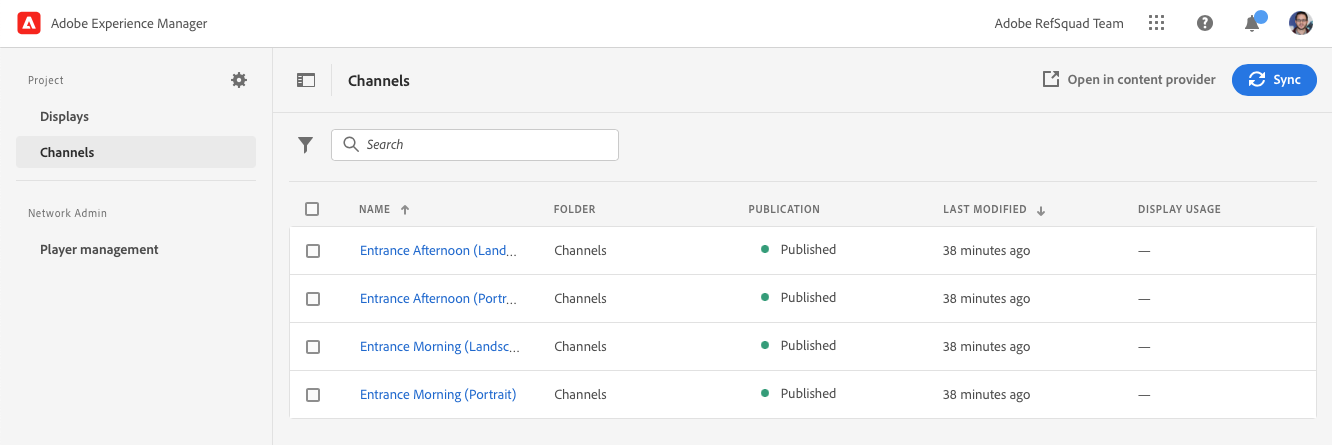 Adobe Experience Manager
Adobe RefSquad Team
Project
Displays
Channels
Network Admin
Player management
Channels
Open in content provider
Sync
Search
NAME FOLDER PUBLICATION LAST MODIFIED DISPLAY USAGE
Entrance Afternoon (Land... Channels Published 38 minutes ago —
Entrance Afternoon (Portr... Channels Published 38 minutes ago —
Entrance Morning (Landsc... Channels Published 38 minutes ago —
Entrance Morning (Portrait) Channels Published 38 minutes ago —